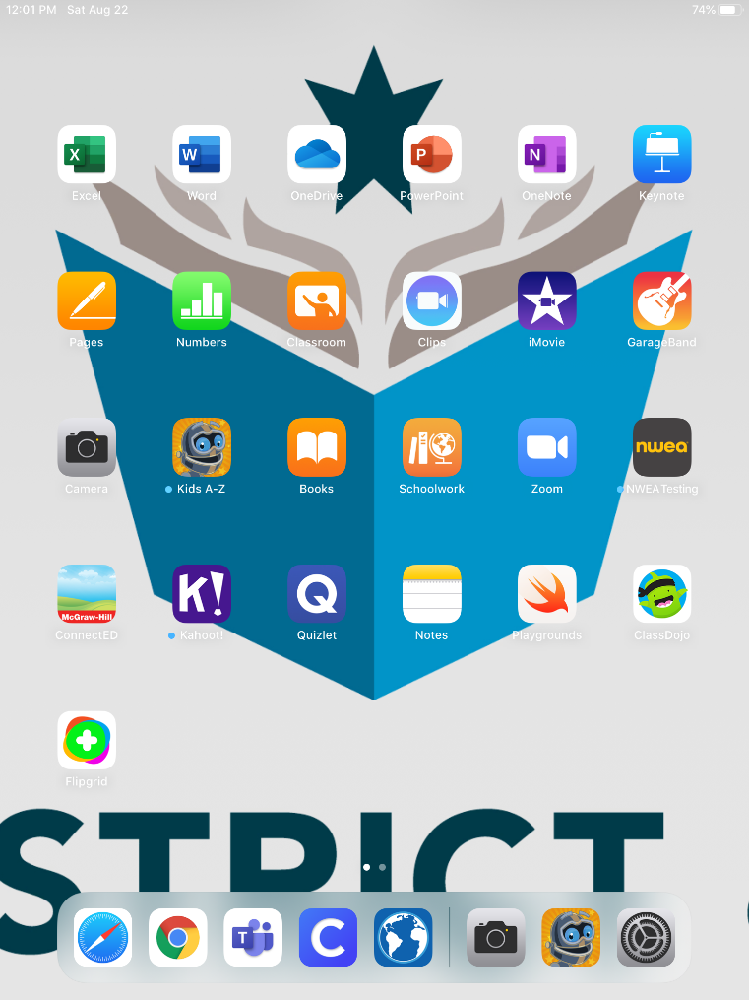 12:01 PM Sat Aug 22 74%
Excel Word OneDrive PowerPoint OneNote Keynote
Pages Numbers Classroom Clips iMovie GarageBand
nwea
Camera Kids A-Z Books Schoolwork Zoom NWEA Testing
McGraw-Hill K! Q
ConnectED Kahoot! Quizlet Notes Playgrounds ClassDojo
Flipgrid
STRICT